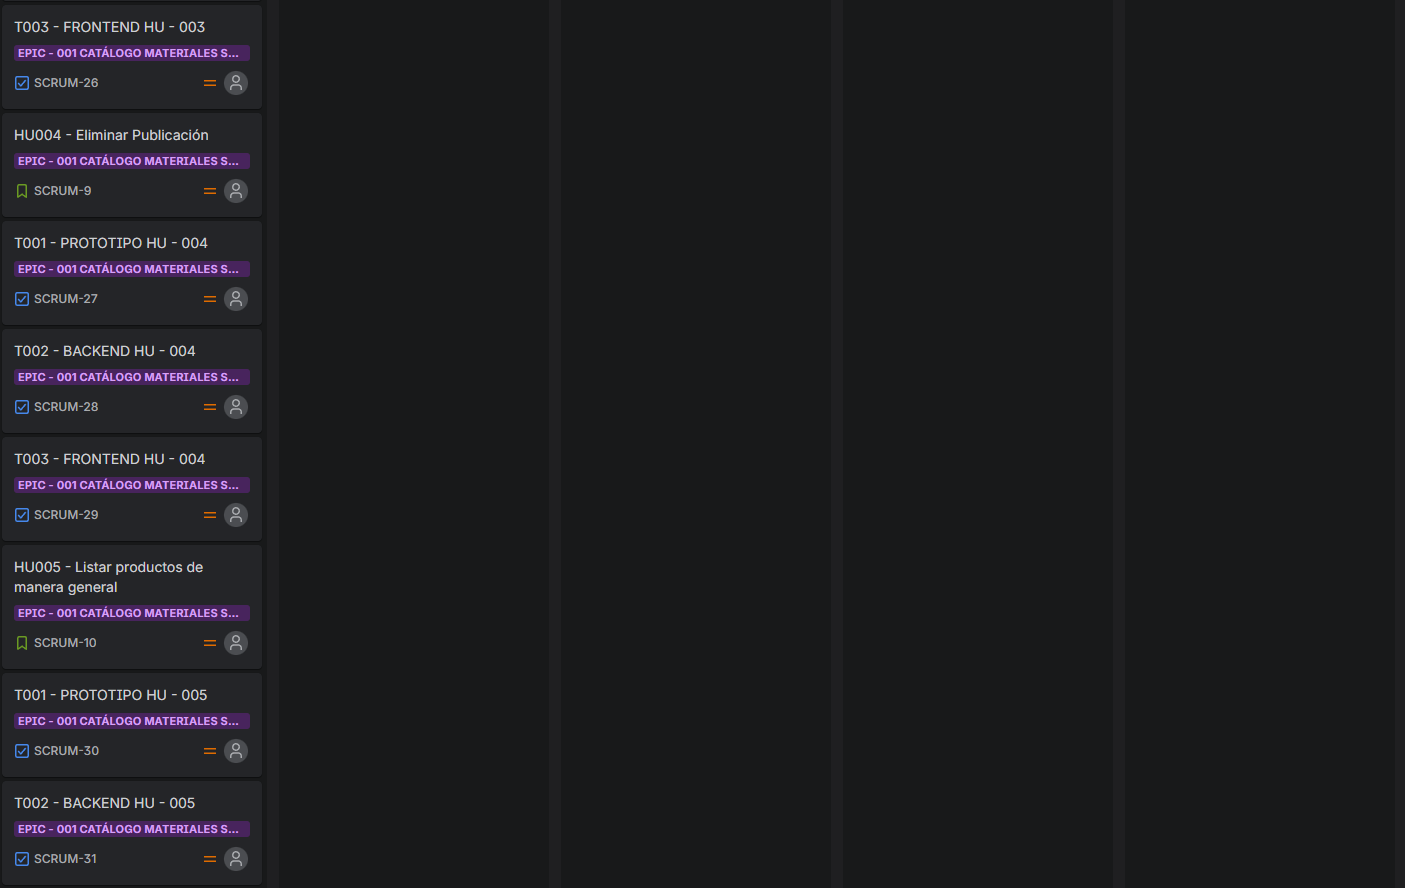 T003 - FRONTEND HU - 003
EPIC - 001 CATÁLOGO MATERIALES S...
SCRUM-26
HU004 - Eliminar Publicación
EPIC - 001 CATÁLOGO MATERIALES S...
SCRUM-9
T001 - PROTOTIPO HU - 004
EPIC - 001 CATÁLOGO MATERIALES S...
SCRUM-27
T002 - BACKEND HU - 004
EPIC - 001 CATÁLOGO MATERIALES S...
SCRUM-28
T003 - FRONTEND HU - 004
EPIC - 001 CATÁLOGO MATERIALES S...
SCRUM-29
HU005 - Listar productos de
manera general
EPIC - 001 CATÁLOGO MATERIALES S...
SCRUM-10
T001 - PROTOTIPO HU - 005
EPIC - 001 CATÁLOGO MATERIALES S...
SCRUM-30
T002 - BACKEND HU - 005
EPIC - 001 CATÁLOGO MATERIALES S...
SCRUM-31